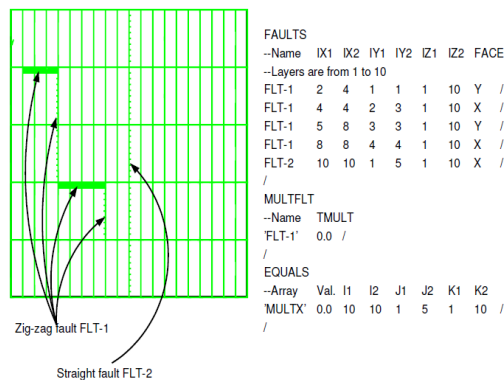 FAULTS
--Name IX1 IX2 IY1 IY2 IZ1 IZ2 FACE
--Layers are from 1 to 10
FLT-1 2 4 1 1 1 10 Y /
FLT-1 4 4 2 3 1 10 X /
FLT-1 5 8 3 3 1 10 Y /
FLT-1 8 8 4 4 1 10 X /
FLT-2 10 10 1 5 1 10 X /
/
MULTFLT
--Name TMULT
'FLT-1' 0.0 /
/
EQUALS
--Array Val. I1 I2 J1 J2 K1 K2
'MULTX' 0.0 10 10 1 5 1 10 /
/
Zig-zag fault FLT-1
Straight fault FLT-2